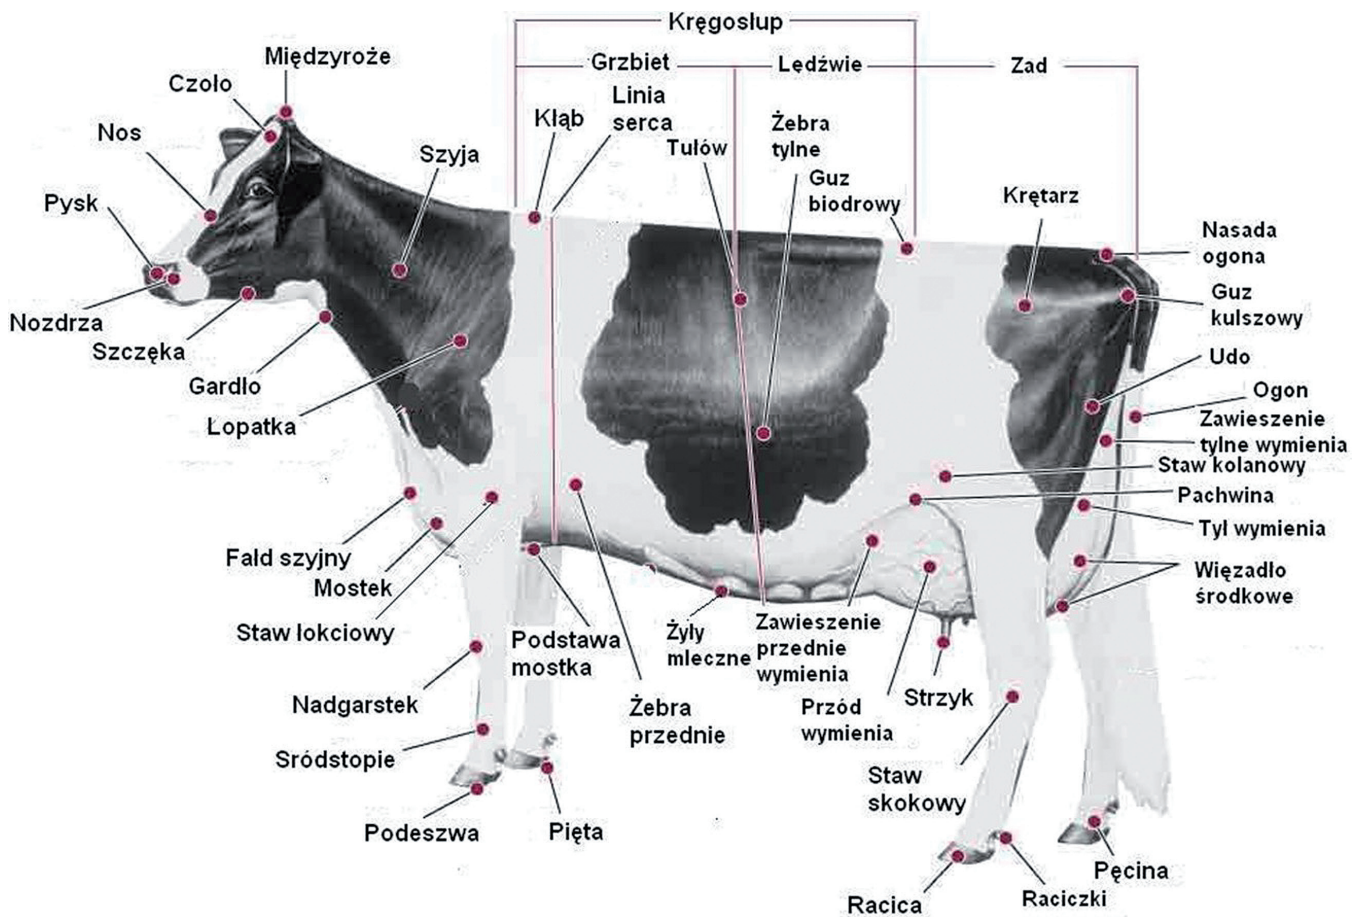 Kręgosłup
Grzbiet
Lędźwie
Zad
Międzyroże
Czoło
Nos
Pysk
Nozdrza
Szczęka
Gardło
Łopatka
Szyja
Kłąb
Linia
serca
Tułów
Żebra
tylne
Guz
biodrowy
Krętarz
Nasada
ogona
Guz
kulszowy
Udo
Ogon
Zawieszenie
tylne wymienia
Staw kolanowy
Pachwina
Tył wymienia
Więzadło
środkowe
Fałd szyjny
Mostek
Staw łokciowy
Nadgarstek
Sródstopie
Podeszwa
Pięta
Podstawa
mostka
Żebra
przednie
Żyły
mleczne
Zawieszenie
przednie
wymienia
Przód
wymienia
Strzyk
Staw
skokowy
Racica
Raciczki
Pęcina